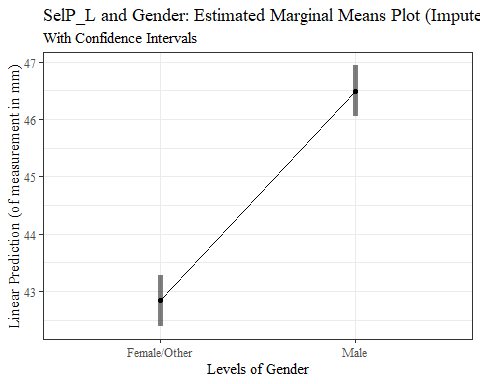 SelP_L and Gender: Estimated Marginal Means Plot (Impute
With Confidence Intervals
Linear Prediction (of measurement in mm)
47
46
45
44
43
Female/Other
Male
Levels of Gender